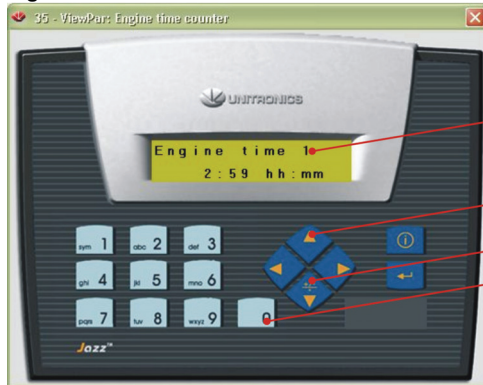 35 - ViewPar: Engine time counter
UNITRONICS
Engine time 1
2:59 hh:mm
sym 1 abc 2 def 3
ghi 4 jkl 5 mno 6
pqrs 7 tuv 8 wxyz 9 0
Jazz™